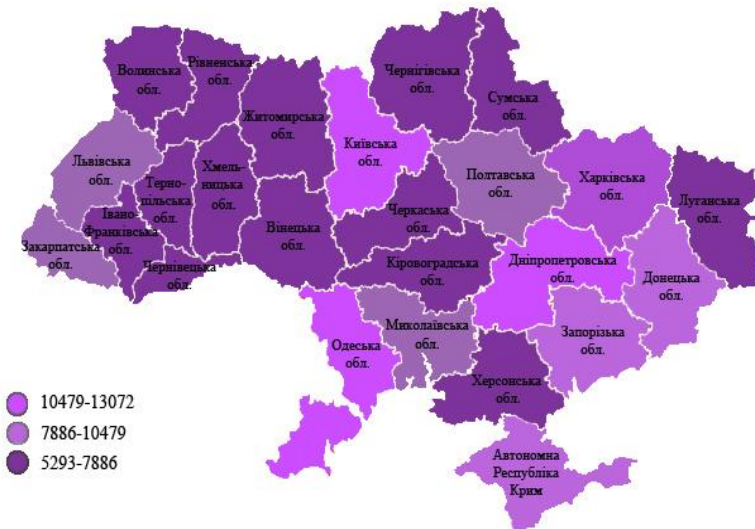 Волинська
обл.
Рівненська
обл.
Житомирська
обл.
Київська
обл.
Чернігівська
обл.
Сумська
обл.
Львівська
обл.
Терно-
пільська
обл.
Хмель-
ницька
обл.
Івано-
Франківська
обл.
Закарпатська
обл.
Чернівецька
обл.
Вінецька
обл.
Черкаська
обл.
Полтавська
обл.
Харківська
обл.
Луганська
обл.
Кіровоградська
обл.
Дніпропетровська
обл.
Донецька
обл.
Одеська
обл.
Миколаївська
обл.
Запорізька
обл.
Херсонська
обл.
Автономна
Республіка
Крим
10479-13072
7886-10479
5293-7886